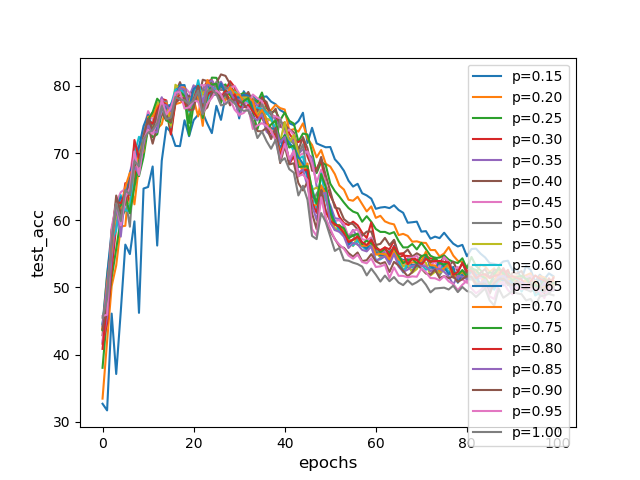 80
70
60
50
40
30
test_acc
0
20
40
60
80
100
epochs
p=0.15
p=0.20
p=0.25
p=0.30
p=0.35
p=0.40
p=0.45
p=0.50
p=0.55
p=0.60
p=0.65
p=0.70
p=0.75
p=0.80
p=0.85
p=0.90
p=0.95
p=1.00